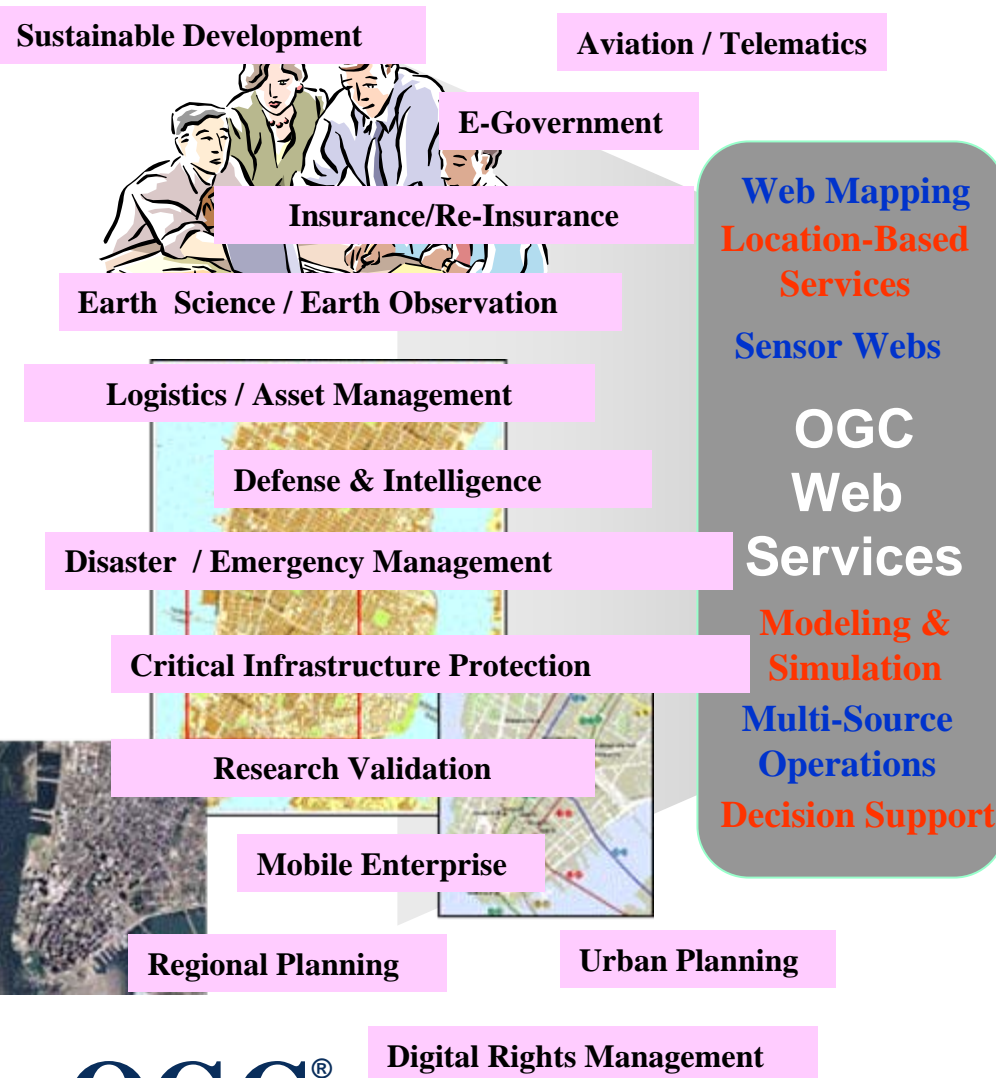 Sustainable Development
Aviation / Telematics
E-Government
Insurance/Re-Insurance
Earth Science / Earth Observation
Logistics / Asset Management
Defense & Intelligence
Disaster / Emergency Management
Critical Infrastructure Protection
Research Validation
Mobile Enterprise
Regional Planning
Urban Planning
Digital Rights Management
Web Mapping
Location-Based
Services
Sensor Webs
OGC
Web
Services
Modeling &
Simulation
Multi-Source
Operations
Decision Support
OGC®